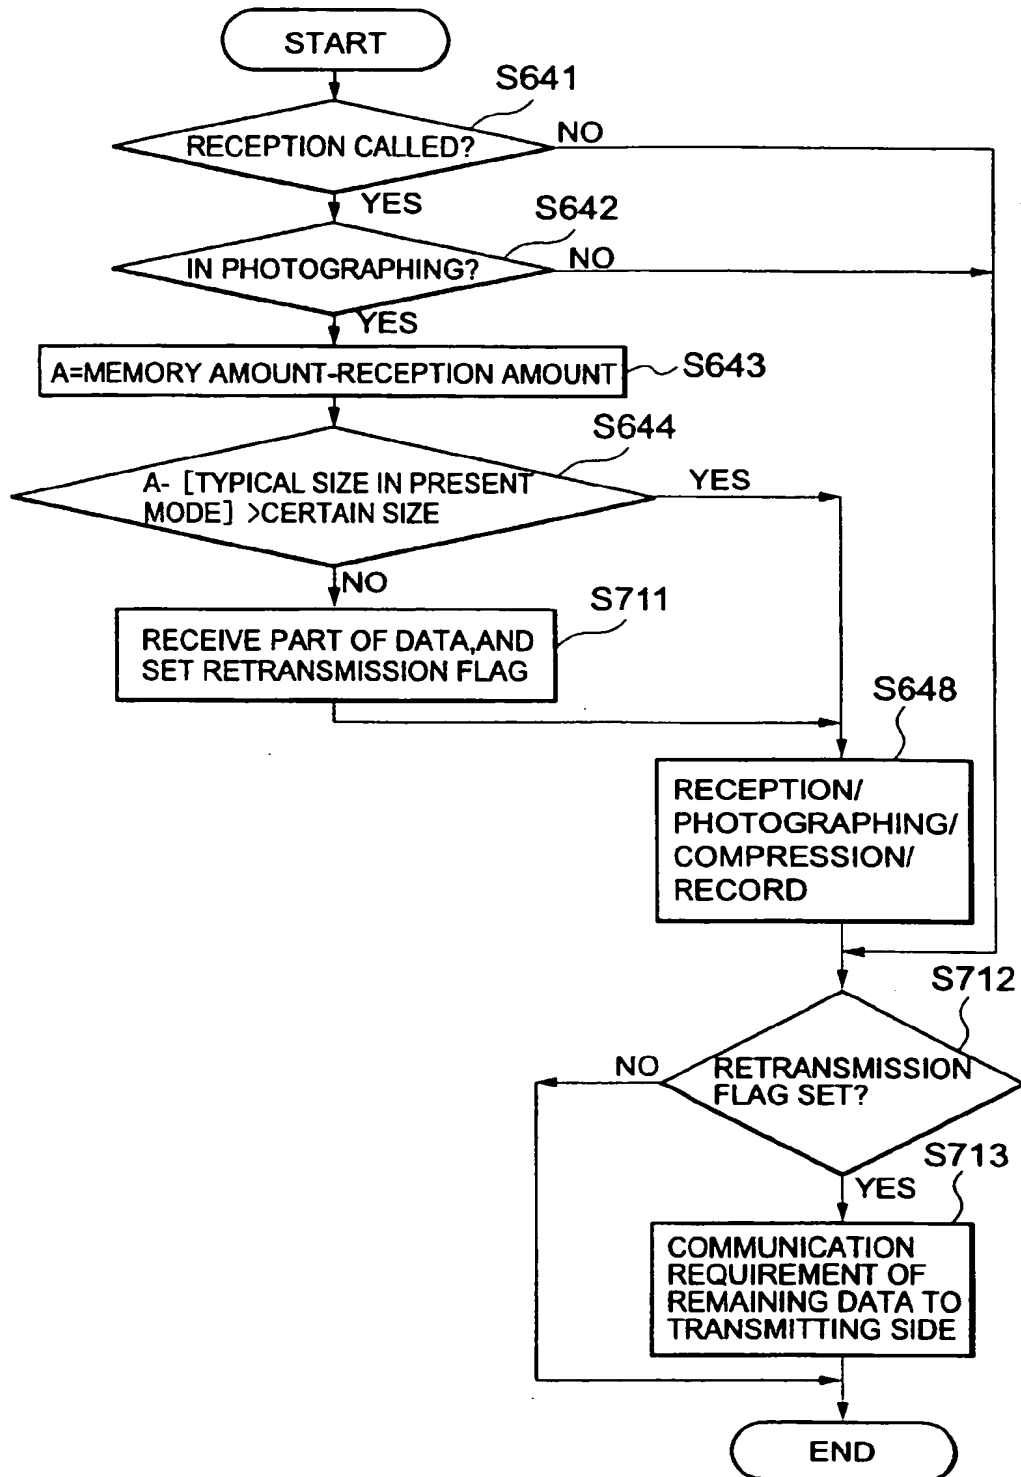 START
S641
RECEPTION CALLED?
NO
YES
S642
IN PHOTOGRAPHING?
NO
YES
A=MEMORY AMOUNT-RECEPTION AMOUNT
S643
S644
A- [TYPICAL SIZE IN PRESENT
MODE] >CERTAIN SIZE
YES
NO
S711
RECEIVE PART OF DATA,AND
SET RETRANSMISSION FLAG
S648
RECEPTION/
PHOTOGRAPHING/
COMPRESSION/
RECORD
S712
RETRANSMISSION
FLAG SET?
NO
YES
S713
COMMUNICATION
REQUIREMENT OF
REMAINING DATA TO
TRANSMITTING SIDE
END